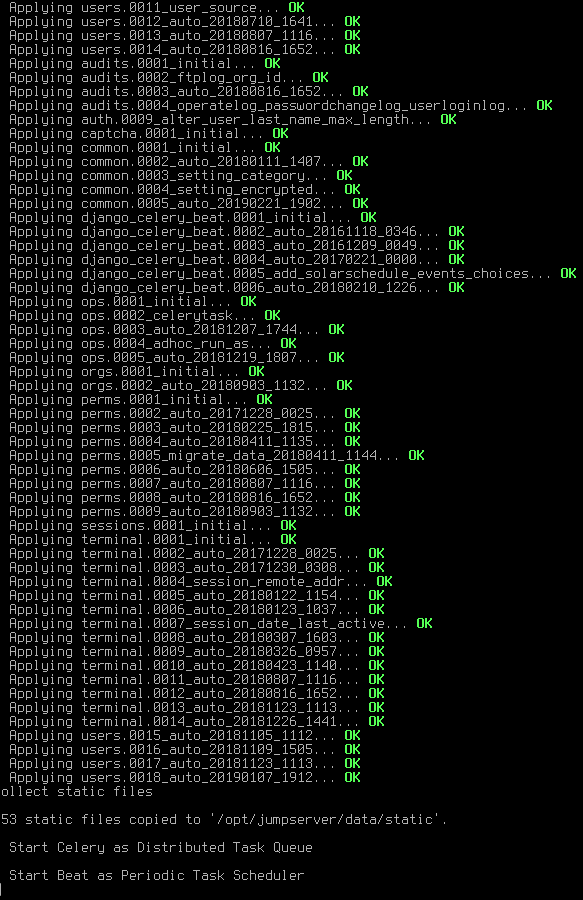 Applying users.0011_user_source... OK
Applying users.0012_auto_20180710_1641... OK
Applying users.0013_auto_20180807_1116... OK
Applying users.0014_auto_20180816_1652... OK
Applying audits.0001_initial... OK
Applying audits.0002_ftplog_org_id... OK
Applying audits.0003_auto_20180816_1652... OK
Applying audits.0004_operatelog_passwordchangelog_userloginlog... OK
Applying auth.0009_alter_user_last_name_max_length... OK
Applying captcha.0001_initial... OK
Applying common.0001_initial... OK
Applying common.0002_auto_20180111_1407... OK
Applying common.0003_setting_category... OK
Applying common.0004_setting_encrypted... OK
Applying common.0005_auto_20190221_1902... OK
Applying django_celery_beat.0001_initial... OK
Applying django_celery_beat.0002_auto_20161118_0346... OK
Applying django_celery_beat.0003_auto_20161209_0049... OK
Applying django_celery_beat.0004_auto_20170221_0000... OK
Applying django_celery_beat.0005_add_solarschedule_events_choices... OK
Applying django_celery_beat.0006_auto_20180210_1226... OK
Applying ops.0001_initial... OK
Applying ops.0002_celerytask... OK
Applying ops.0003_auto_20181207_1744... OK
Applying ops.0004_adhoc_run_as... OK
Applying ops.0005_auto_20181219_1807... OK
Applying orgs.0001_initial... OK
Applying orgs.0002_auto_20180903_1132... OK
Applying perms.0001_initial... OK
Applying perms.0002_auto_20171228_0025... OK
Applying perms.0003_auto_20180225_1815... OK
Applying perms.0004_auto_20180411_1135... OK
Applying perms.0005_migrate_data_20180411_1144... OK
Applying perms.0006_auto_20180606_1505... OK
Applying perms.0007_auto_20180807_1116... OK
Applying perms.0008_auto_20180816_1652... OK
Applying perms.0009_auto_20180903_1132... OK
Applying sessions.0001_initial... OK
Applying terminal.0001_initial... OK
Applying terminal.0002_auto_20171228_0025... OK
Applying terminal.0003_auto_20171230_0308... OK
Applying terminal.0004_session_remote_addr... OK
Applying terminal.0005_auto_20180122_1154... OK
Applying terminal.0006_auto_20180123_1037... OK
Applying terminal.0007_session_date_last_active... OK
Applying terminal.0008_auto_20180307_1603... OK
Applying terminal.0009_auto_20180326_0957... OK
Applying terminal.0010_auto_20180423_1140... OK
Applying terminal.0011_auto_20180807_1116... OK
Applying terminal.0012_auto_20180816_1652... OK
Applying terminal.0013_auto_20181123_1113... OK
Applying terminal.0014_auto_20181226_1441... OK
Applying users.0015_auto_20181105_1112... OK
Applying users.0016_auto_20181109_1505... OK
Applying users.0017_auto_20181123_1113... OK
Applying users.0018_auto_20190107_1912... OK
ollect static files
53 static files copied to '/opt/jumpserver/data/static'.
Start Celery as Distributed Task Queue
Start Beat as Periodic Task Scheduler